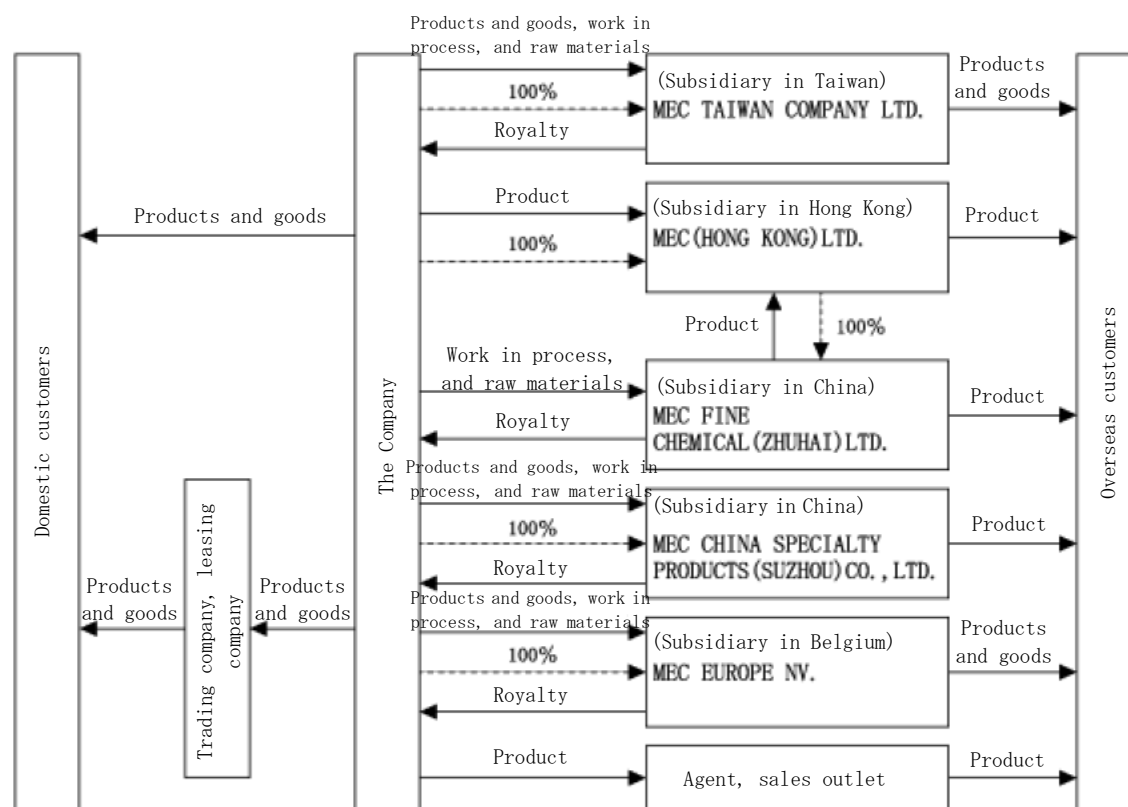 Products and goods, work in
process, and raw materials
100%
Royalty
(Subsidiary in Taiwan)
MEC TAIWAN COMPANY LTD.
Products
and goods
Product
100%
(Subsidiary in Hong Kong)
MEC(HONG KONG)LTD.
Product
Products and goods
Product
100%
Work in process,
and raw materials
Royalty
(Subsidiary in China)
MEC FINE
CHEMICAL(ZHUHAI)LTD.
Product
Domestic customers
The Company
Overseas customers
Products and goods, work in
process, and raw materials
100%
Royalty
(Subsidiary in China)
MEC CHINA SPECIALTY
PRODUCTS(SUZHOU)CO.,LTD.
Product
Products
and goods
Trading company, leasing
company
Products
and goods
Products and goods, work in
process, and raw materials
100%
Royalty
(Subsidiary in Belgium)
MEC EUROPE NV.
Products
and goods
Product
Agent, sales outlet
Product